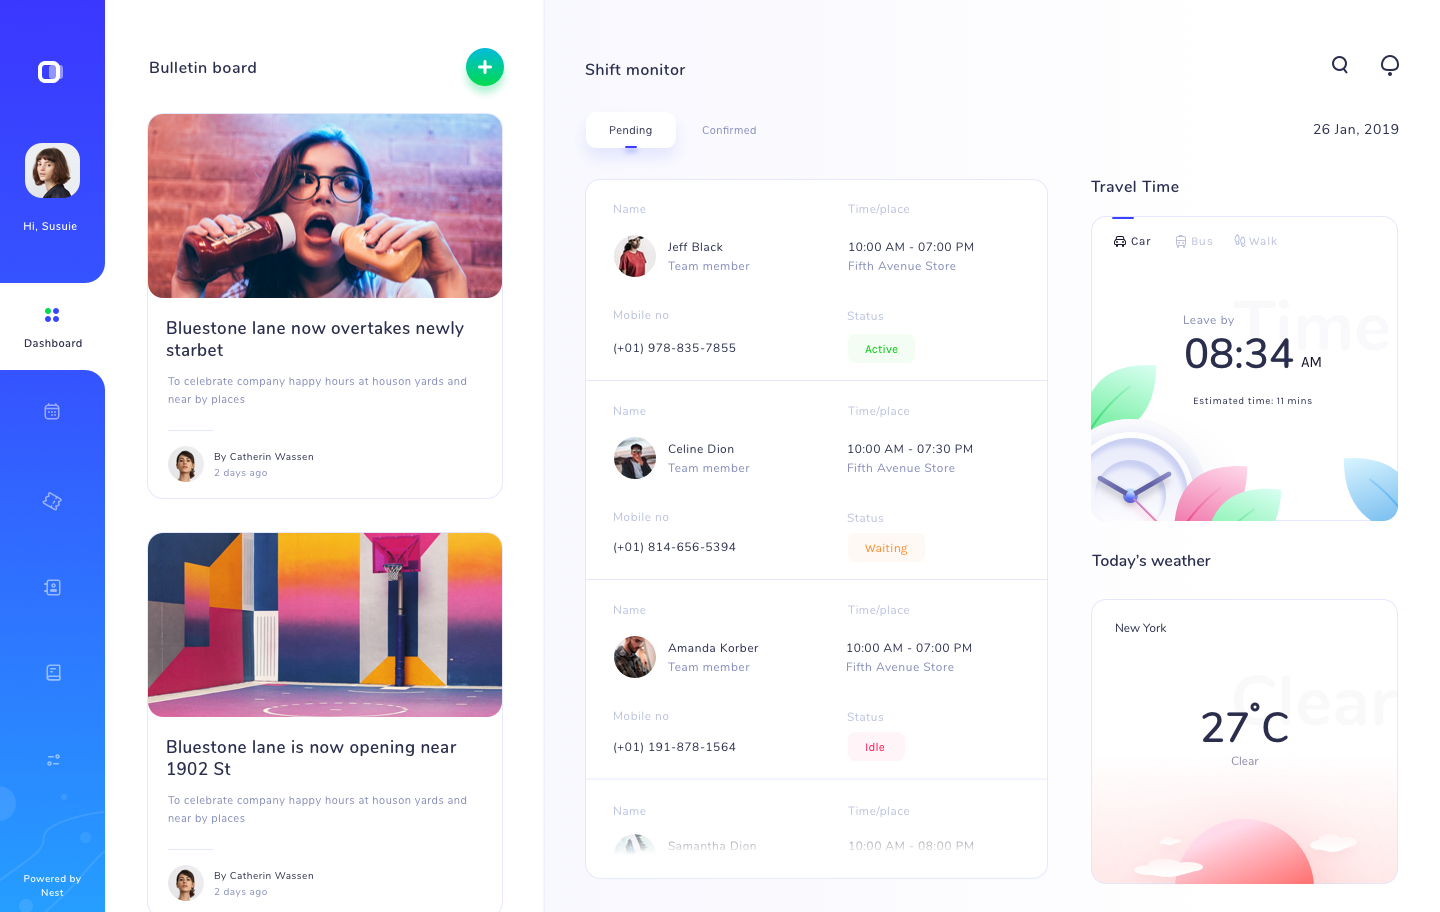 Hi, Susuie
Dashboard
Powered by
Nest
Bulletin board
Bluestone lane now overtakes newly
starbet
To celebrate company happy hours at houson yards and
near by places
By Catherin Wassen
2 days ago
Bluestone lane is now opening near
1902 St
To celebrate company happy hours at houson yards and
near by places
By Catherin Wassen
2 days ago
Shift monitor
Pending
Confirmed
26 Jan, 2019
Name
Time/place
Jeff Black
10:00 AM - 07:00 PM
Team member
Fifth Avenue Store
Mobile no
Status
(+01) 978-835-7855
Active
Name
Time/place
Celine Dion
10:00 AM - 07:30 PM
Team member
Fifth Avenue Store
Mobile no
Status
(+01) 814-656-5394
Waiting
Name
Time/place
Amanda Korber
10:00 AM - 07:00 PM
Team member
Fifth Avenue Store
Mobile no
Status
(+01) 191-878-1564
Idle
Name
Time/place
Samantha Dion
10:00 AM - 08:00 PM
Travel Time
Car
Bus
Walk
Time
Leave by
08:34 AM
Estimated time: 11 mins
Today's weather
New York
Clear
27°C
Clear